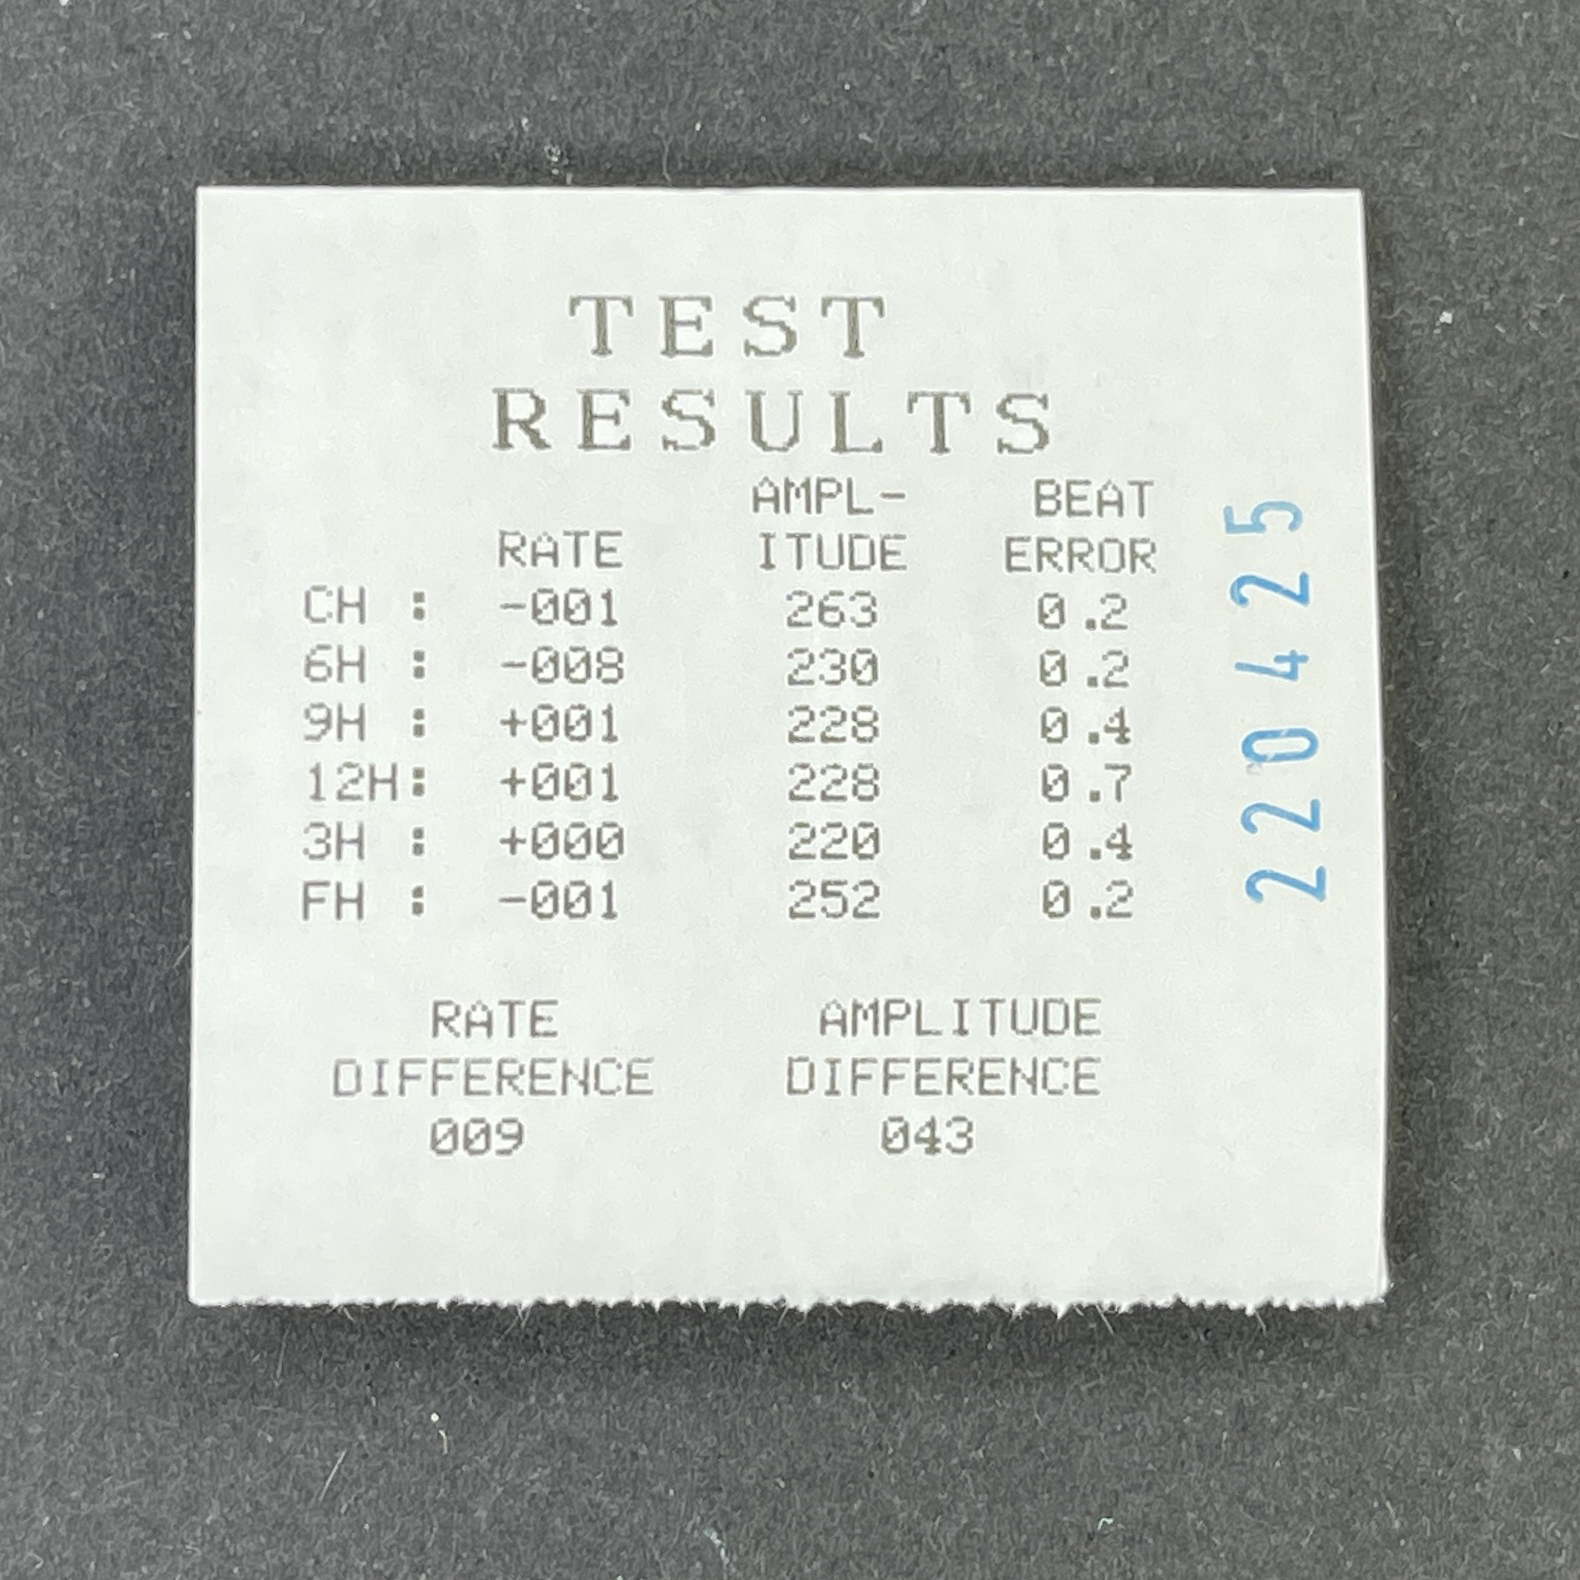 TEST
RESULTS
AMPL- BEAT
RATE ITUDE ERROR
CH : -001 263 0.2
6H : -008 230 0.2
9H : +001 228 0.4
12H: +001 228 0.7
3H : +000 220 0.4
FH : -001 252 0.2
RATE AMPLITUDE
DIFFERENCE DIFFERENCE
009 043
220425